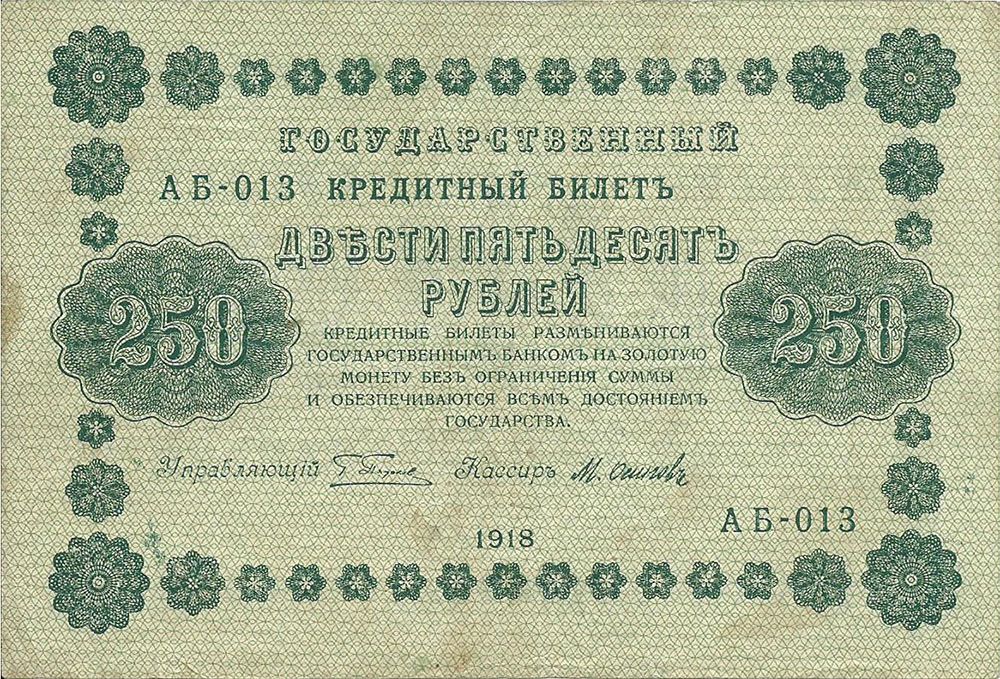 ГОСУДАРСТВЕННЫЙ
АБ-013 КРЕДИТНЫЙ БИЛЕТЪ
ДВѢСТИ ПЯТЬДЕСЯТЪ
РУБЛЕЙ
250 250
КРЕДИТНЫЕ БИЛЕТЫ РАЗМѢНИВАЮТСЯ
ГОСУДАРСТВЕННЫМЪ БАНКОМЪ НА ЗОЛОТУЮ
МОНЕТУ БЕЗЪ ОГРАНИЧЕНІЯ СУММЫ
И ОБЕЗПЕЧИВАЮТСЯ ВСѢМЪ ДОСТОЯНІЕМЪ
ГОСУДАРСТВА.
Управляющій Кассиръ М. Осиповъ
АБ-013
1918